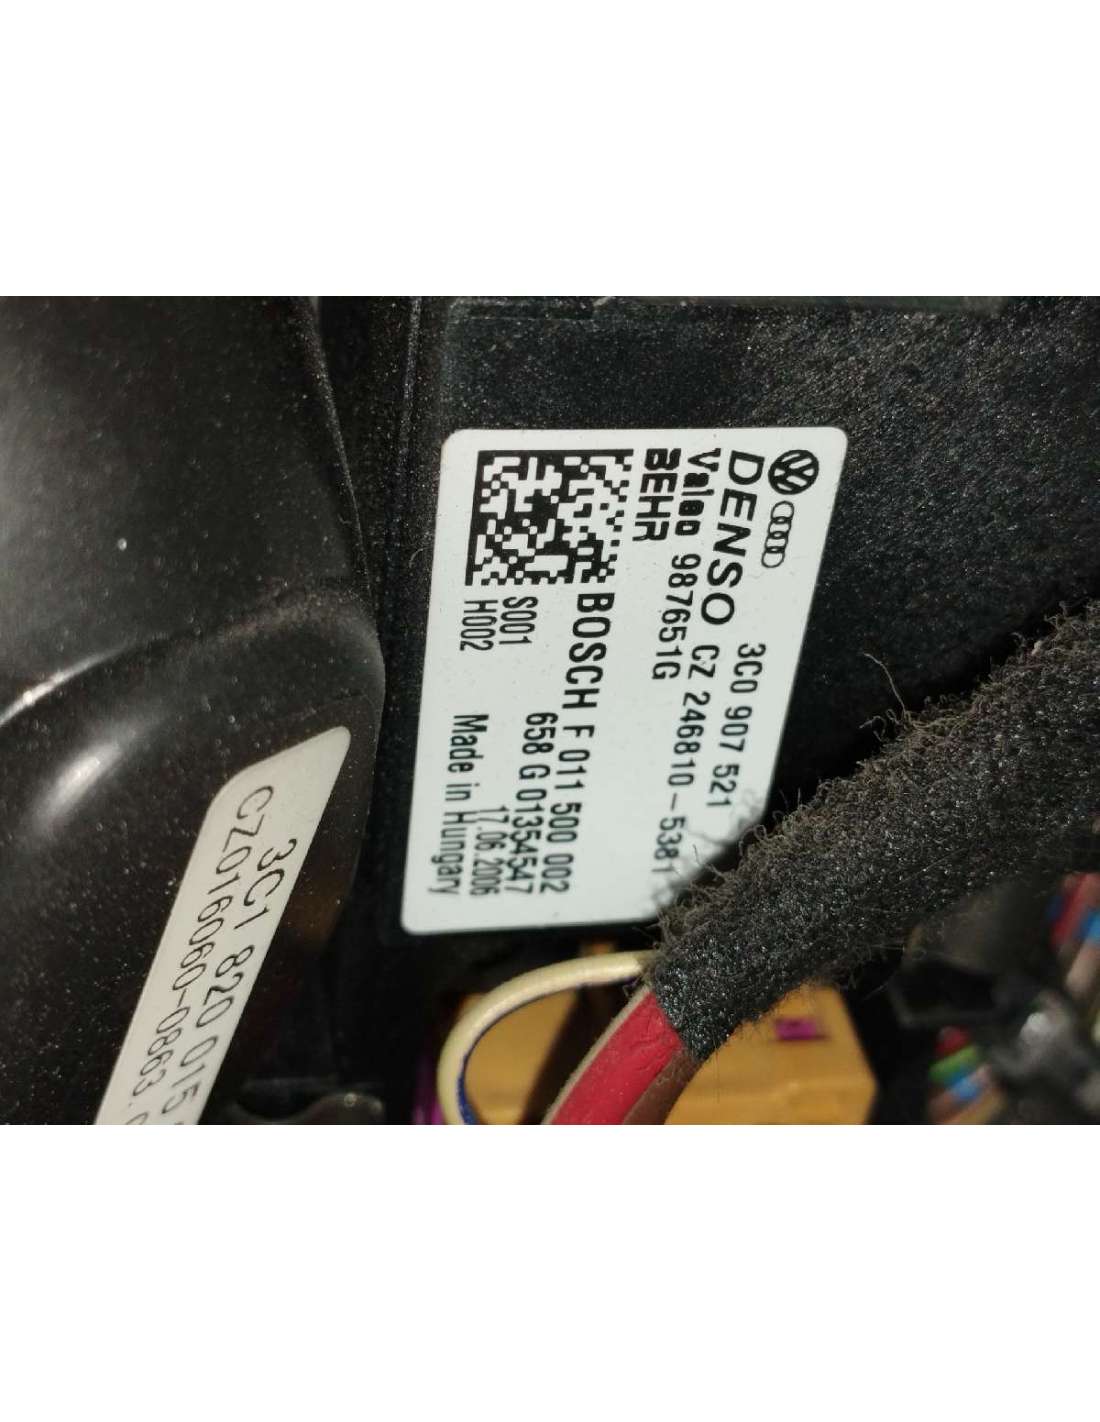 3C0 907 521
DENSO CZ 246810-5381
Valeo 987651G
BEHR
BOSCH F 011 500 002
658 G 01354547
S001 17.06.2006
H002 Made in Hungary
3C1 820 015
CZ016060-0863